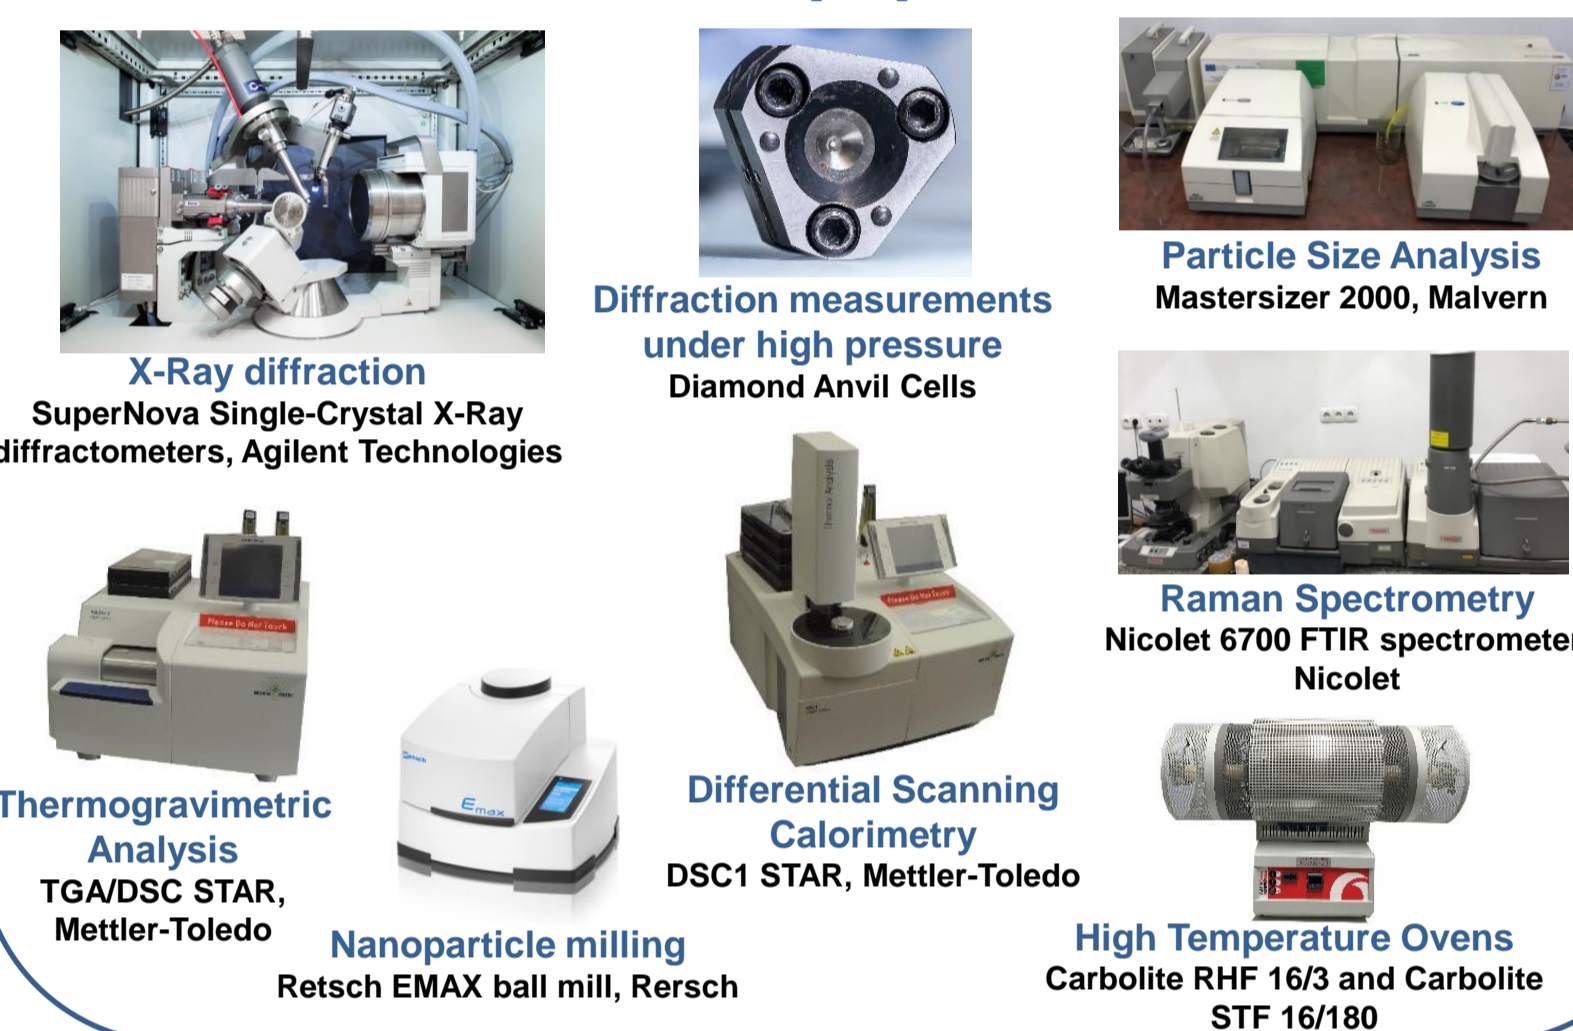 X-Ray diffraction
SuperNova Single-Crystal X-Ray
diffractometers, Agilent Technologies
Diffraction measurements
under high pressure
Diamond Anvil Cells
Particle Size Analysis
Mastersizer 2000, Malvern
Thermal Analysis
Please Do Not Touch
Raman Spectrometry
Nicolet 6700 FTIR spectrometer
Nicolet
Please Do Not Touch
Retsch
Emax
Thermogravimetric
Analysis
TGA/DSC STAR,
Mettler-Toledo
Differential Scanning
Calorimetry
DSC1 STAR, Mettler-Toledo
Nanoparticle milling
Retsch EMAX ball mill, Rersch
High Temperature Ovens
Carbolite RHF 16/3 and Carbolite
STF 16/180